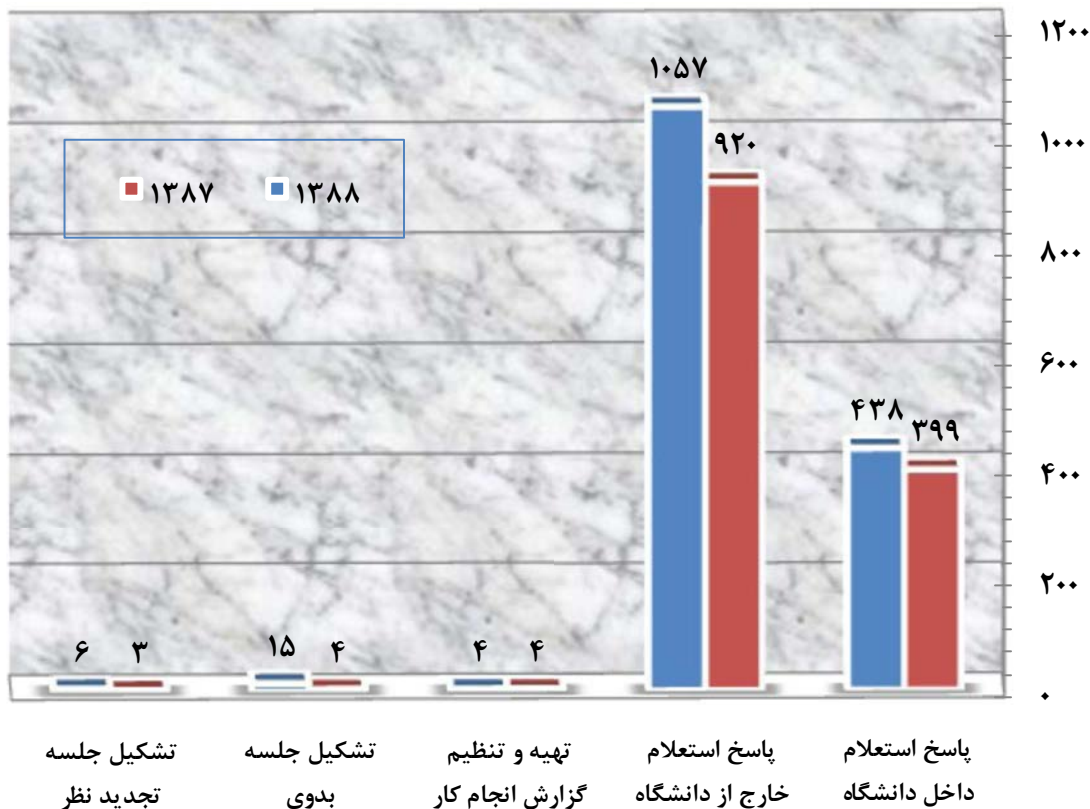 ۱۲۰۰
۱۰۰۰
۸۰۰
۶۰۰
۴۰۰
۲۰۰
۰
۱۳۸۸
۱۳۸۷
۳۹۹
۴۳۸
۹۲۰
۱۰۵۷
۴
۴
۴
۱۵
۳
۶
پاسخ استعلام
داخل دانشگاه
پاسخ استعلام
خارج از دانشگاه
تهیه و تنظیم
گزارش انجام کار
تشکیل جلسه
بدوی
تشکیل جلسه
تجدید نظر